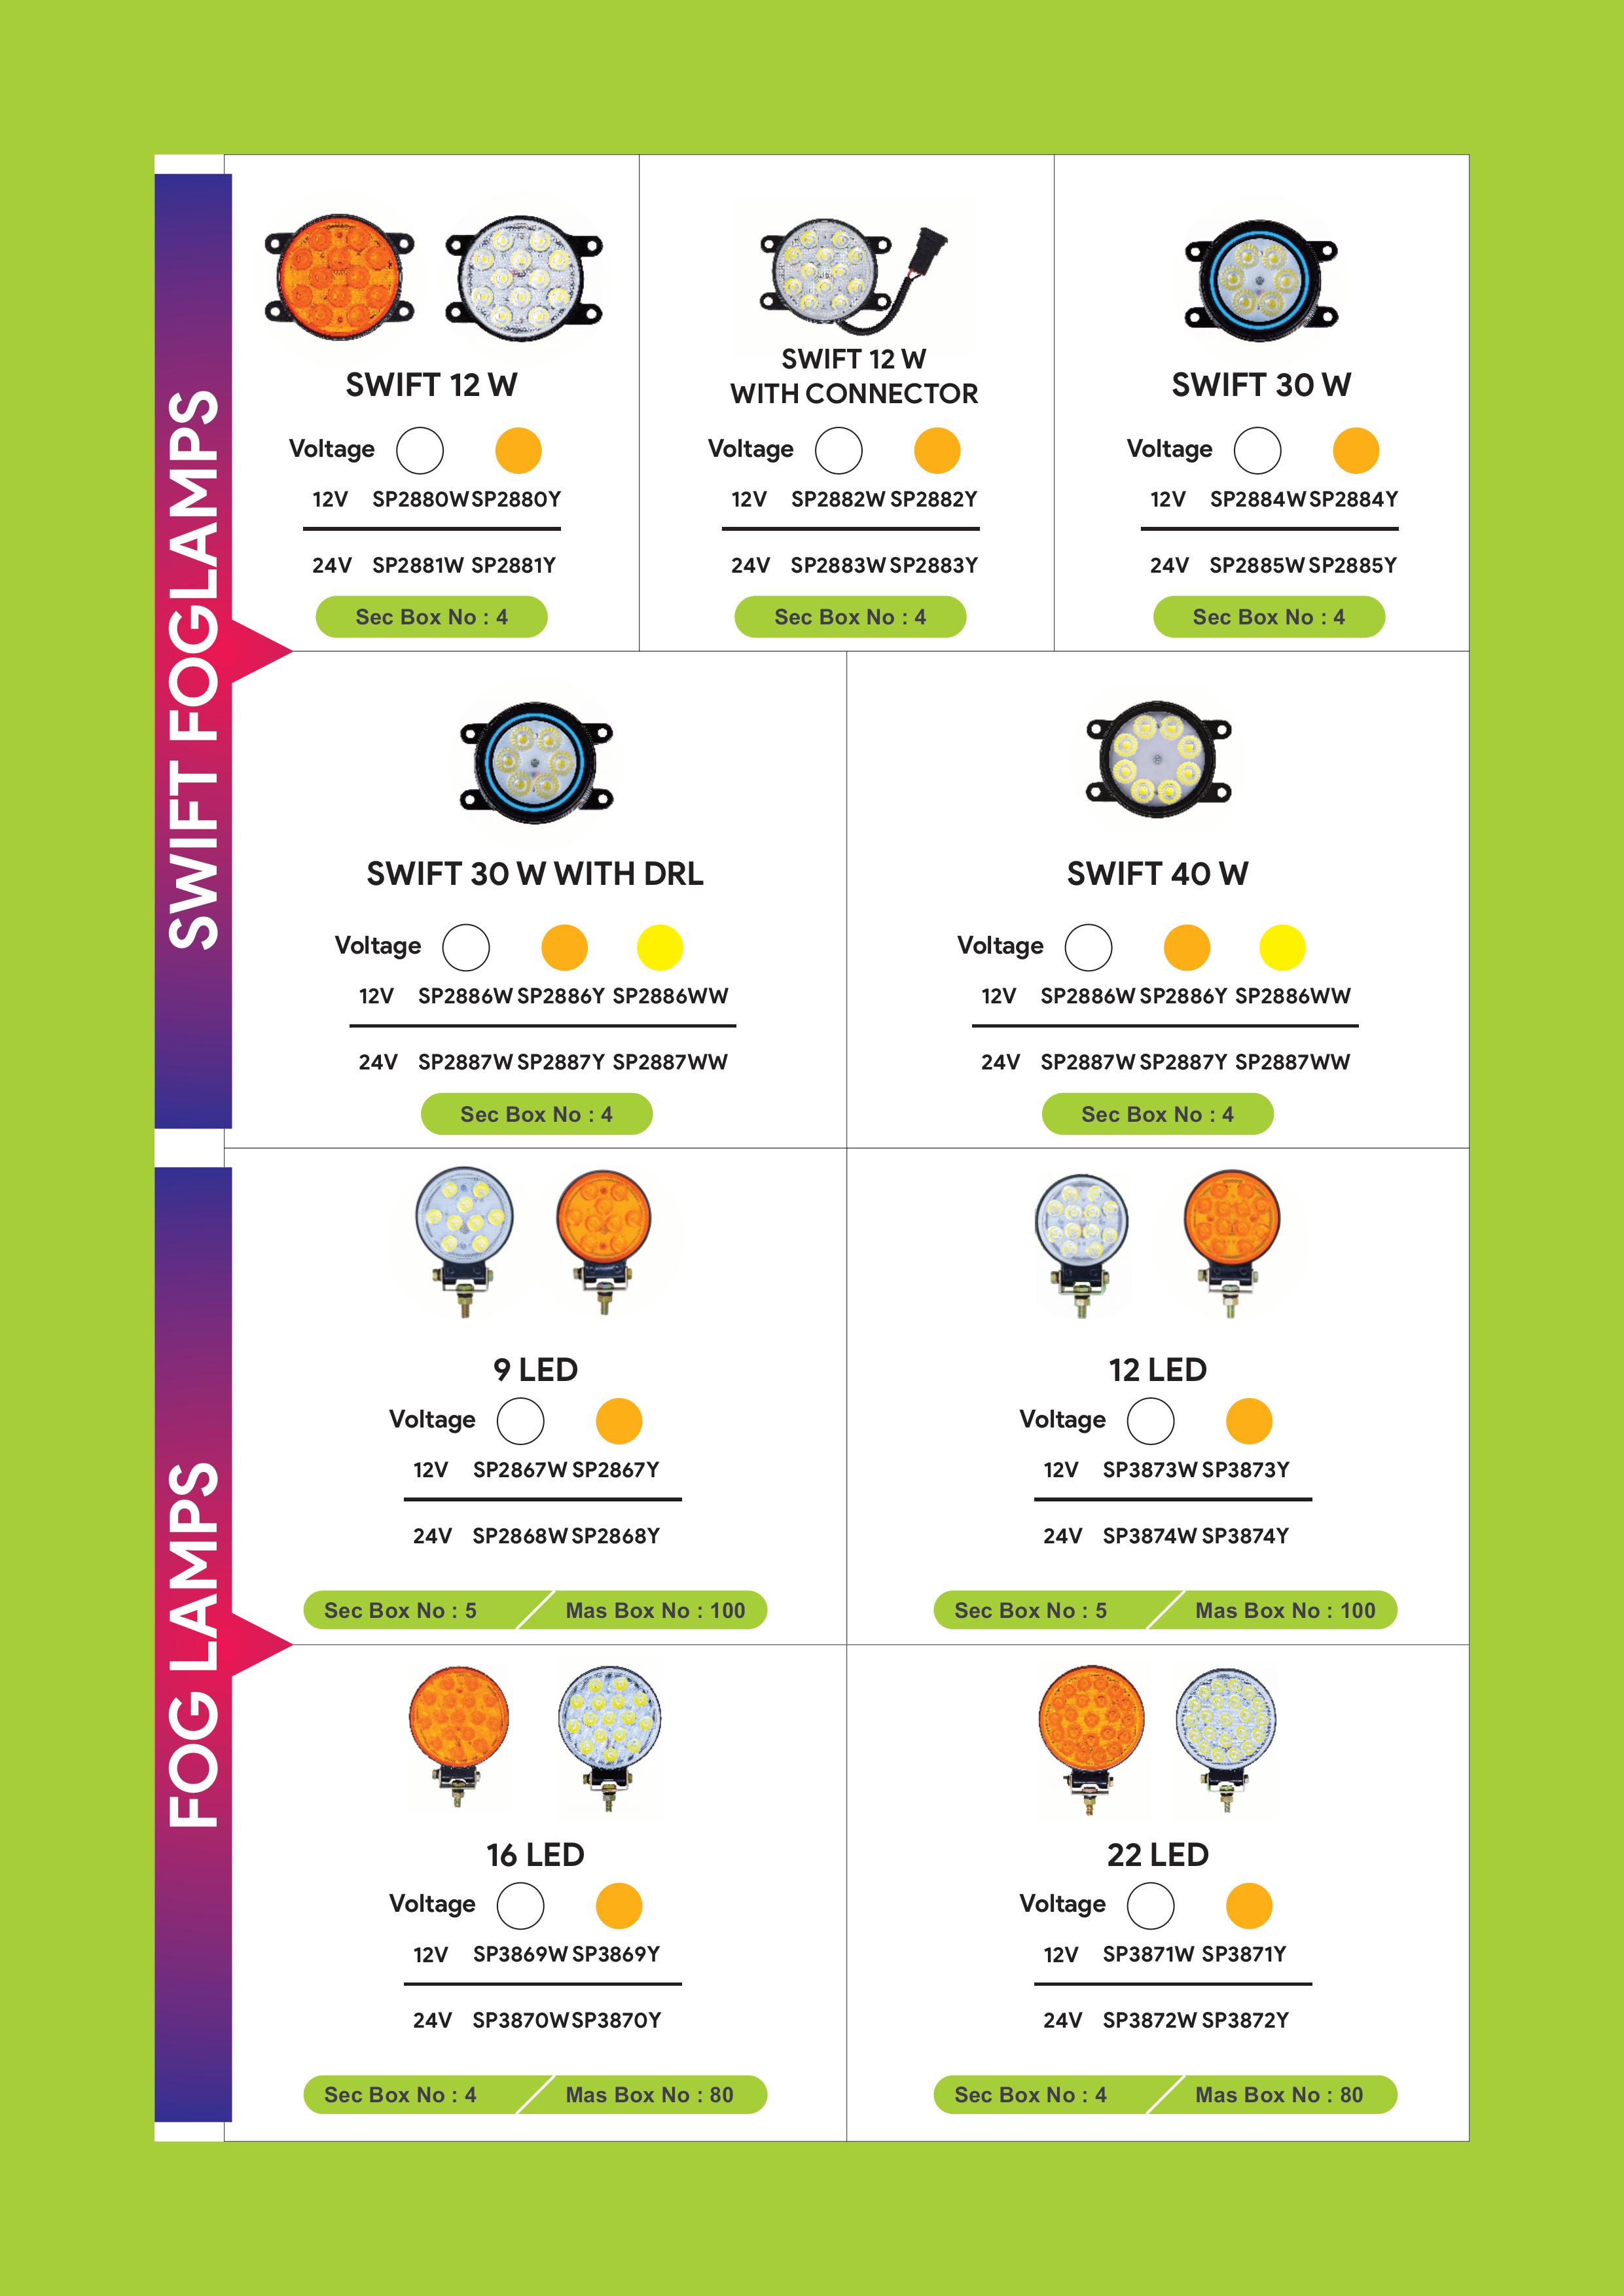 SWIFT FOGLAMPS
SWIFT 12 W
Voltage
12V SP2880W SP2880Y
24V SP2881W SP2881Y
Sec Box No : 4
SWIFT 12 W
WITH CONNECTOR
Voltage
12V SP2882W SP2882Y
24V SP2883W SP2883Y
Sec Box No : 4
SWIFT 30 W
Voltage
12V SP2884W SP2884Y
24V SP2885W SP2885Y
Sec Box No : 4
SWIFT 30 W WITH DRL
Voltage
12V SP2886W SP2886Y SP2886WW
24V SP2887W SP2887Y SP2887WW
Sec Box No : 4
SWIFT 40 W
Voltage
12V SP2886W SP2886Y SP2886WW
24V SP2887W SP2887Y SP2887WW
Sec Box No : 4
FOG LAMPS
9 LED
Voltage
12V SP2867W SP2867Y
24V SP2868W SP2868Y
Sec Box No : 5 Mas Box No : 100
12 LED
Voltage
12V SP3873W SP3873Y
24V SP3874W SP3874Y
Sec Box No : 5 Mas Box No : 100
16 LED
Voltage
12V SP3869W SP3869Y
24V SP3870W SP3870Y
Sec Box No : 4 Mas Box No : 80
22 LED
Voltage
12V SP3871W SP3871Y
24V SP3872W SP3872Y
Sec Box No : 4 Mas Box No : 80